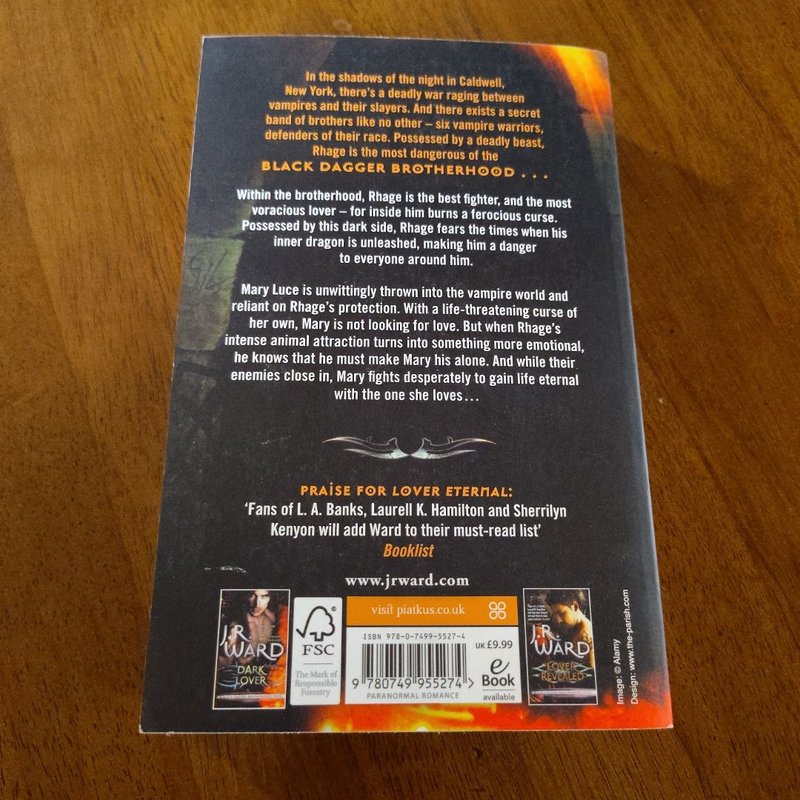 In the shadows of the night in Caldwell,
New York, there's a deadly war raging between
vampires and their slayers. And there exists a secret
band of brothers like no other – six vampire warriors,
defenders of their race. Possessed by a deadly beast,
Rhage is the most dangerous of the
BLACK DAGGER BROTHERHOOD . . .
Within the brotherhood, Rhage is the best fighter, and the most
voracious lover – for inside him burns a ferocious curse.
Possessed by this dark side, Rhage fears the times when his
inner dragon is unleashed, making him a danger
to everyone around him.
Mary Luce is unwittingly thrown into the vampire world and
reliant on Rhage's protection. With a life-threatening curse of
her own, Mary is not looking for love. But when Rhage's
intense animal attraction turns into something more emotional,
he knows that he must make Mary his alone. And while their
enemies close in, Mary fights desperately to gain life eternal
with the one she loves...
PRAISE FOR LOVER ETERNAL:
'Fans of L. A. Banks, Laurell K. Hamilton and Sherrilyn
Kenyon will add Ward to their must-read list'
Booklist
www.jrward.com
J.R.
WARD
DARK
LOVER
FSC
The Mark of
Responsible
Forestry
visit piatkus.co.uk
ISBN 978-0-7499-5527-4
9 780749 955274
PARANORMAL ROMANCE
UK £9.99
e
Book
available
J.R.
WARD
LOVER
REVEALED
Image: © Alamy
Design: www.the-parish.com